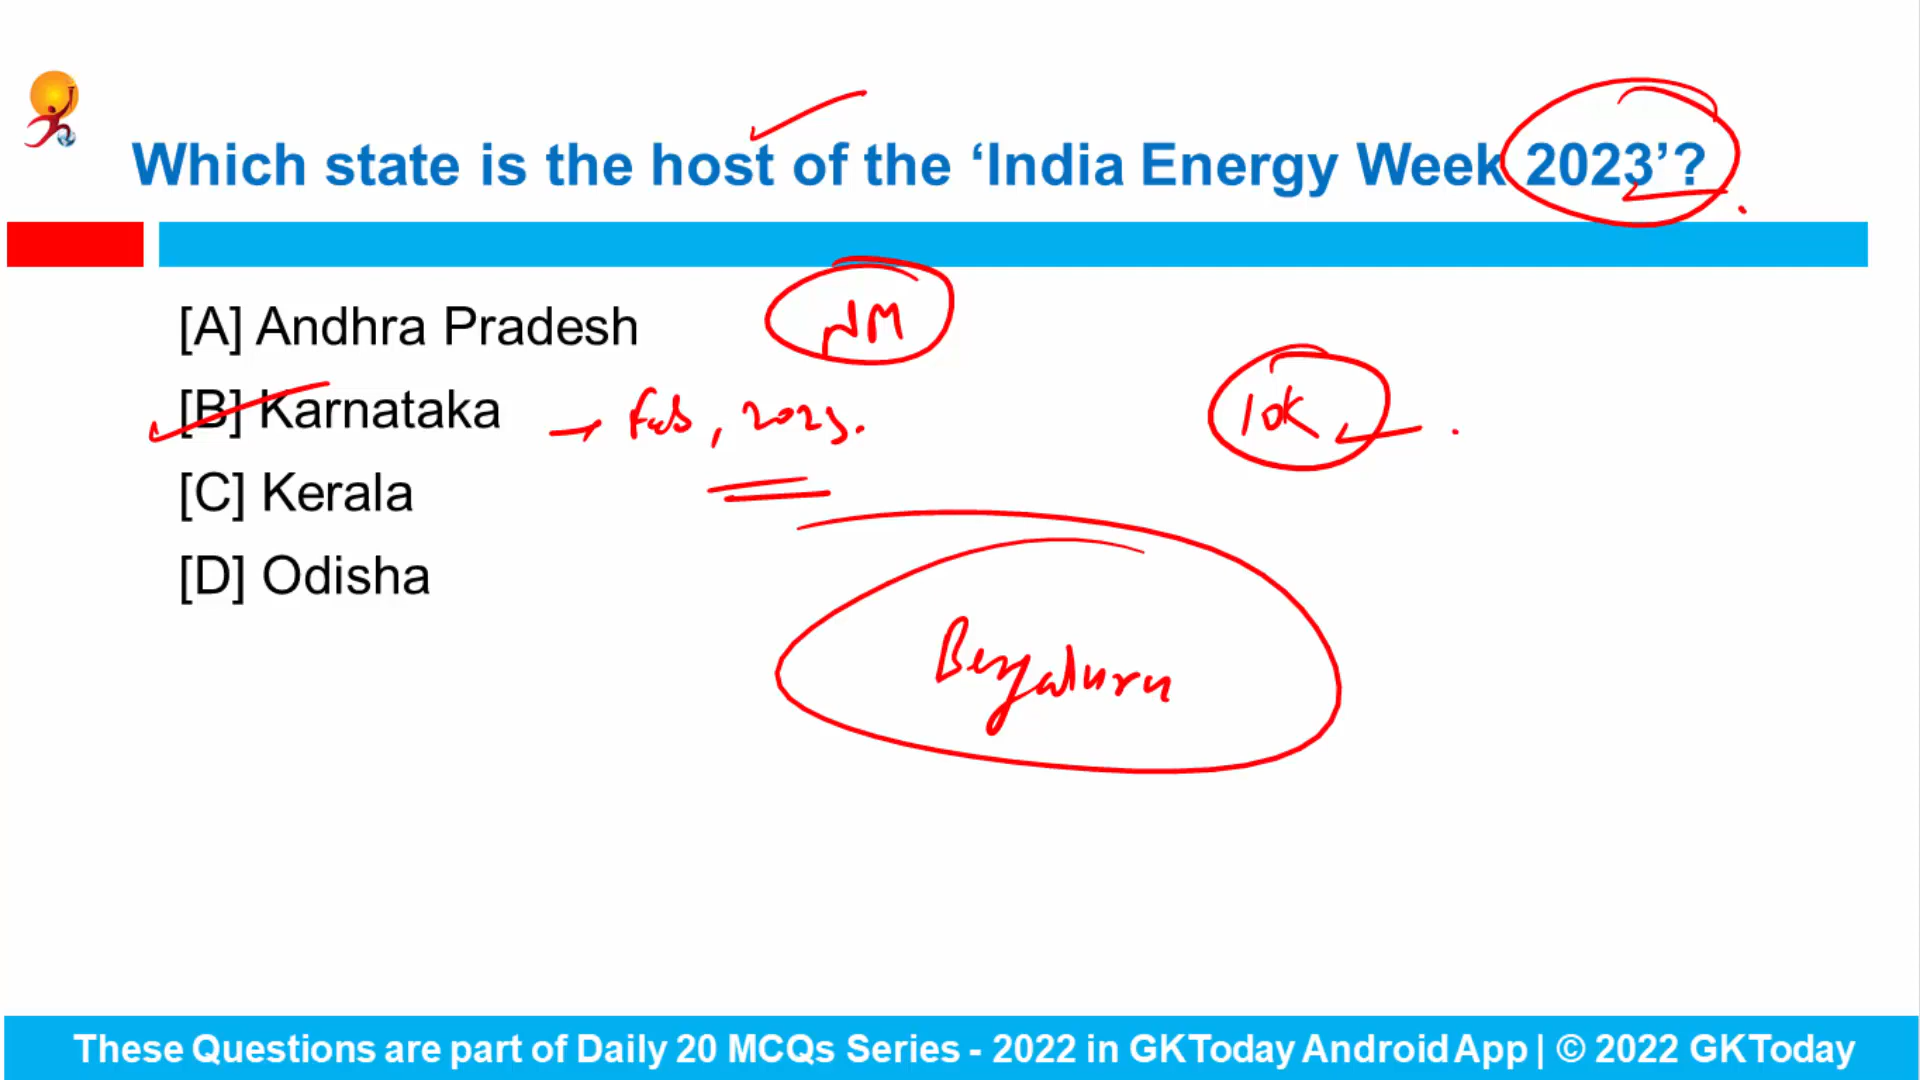 Which state is the host of the ‘India Energy Week 2023’?
[A] Andhra Pradesh
NM
[B] Karnataka → Feb, 2023.
10K
[C] Kerala
[D] Odisha
Bengaluru
These Questions are part of Daily 20 MCQs Series - 2022 in GKToday Android App | © 2022 GKToday